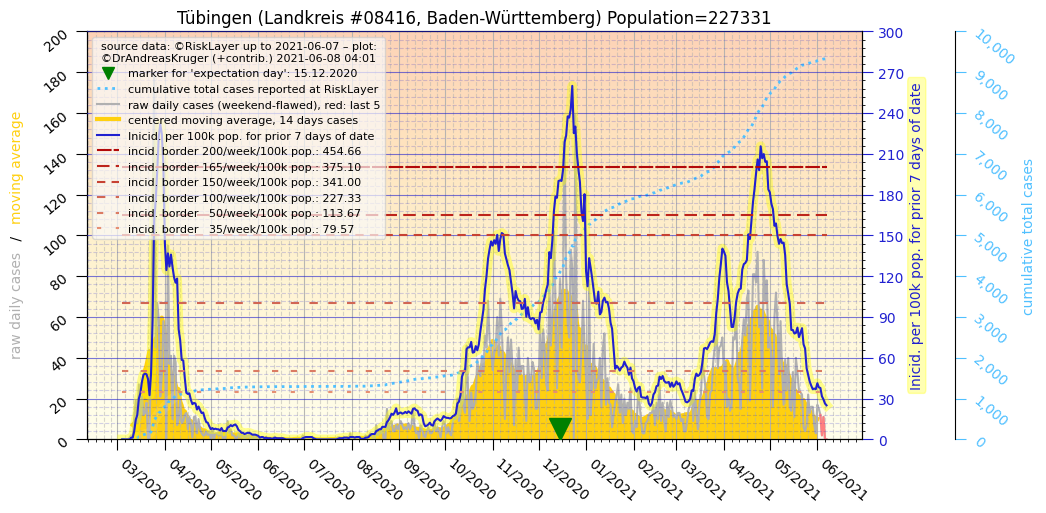 Tübingen (Landkreis #08416, Baden-Württemberg) Population=227331
source data: ©RiskLayer up to 2021-06-07 – plot:
©DrAndreasKruger (+contrib.) 2021-06-08 04:01
marker for 'expectation day': 15.12.2020
cumulative total cases reported at RiskLayer
raw daily cases (weekend-flawed), red: last 5
centered moving average, 14 days cases
Inicid. per 100k pop. for prior 7 days of date
incid. border 200/week/100k pop.: 454.66
incid. border 165/week/100k pop.: 375.10
incid. border 150/week/100k pop.: 341.00
incid. border 100/week/100k pop.: 227.33
incid. border   50/week/100k pop.: 113.67
incid. border   35/week/100k pop.: 79.57
raw daily cases / moving average
200
180
160
140
120
100
80
60
40
20
0
300
270
240
210
180
150
120
90
60
30
0
Inicid. per 100k pop. for prior 7 days of date
10,000
9,000
8,000
7,000
6,000
5,000
4,000
3,000
2,000
1,000
0
cumulative total cases
03/2020
04/2020
05/2020
06/2020
07/2020
08/2020
09/2020
10/2020
11/2020
12/2020
01/2021
02/2021
03/2021
04/2021
05/2021
06/2021